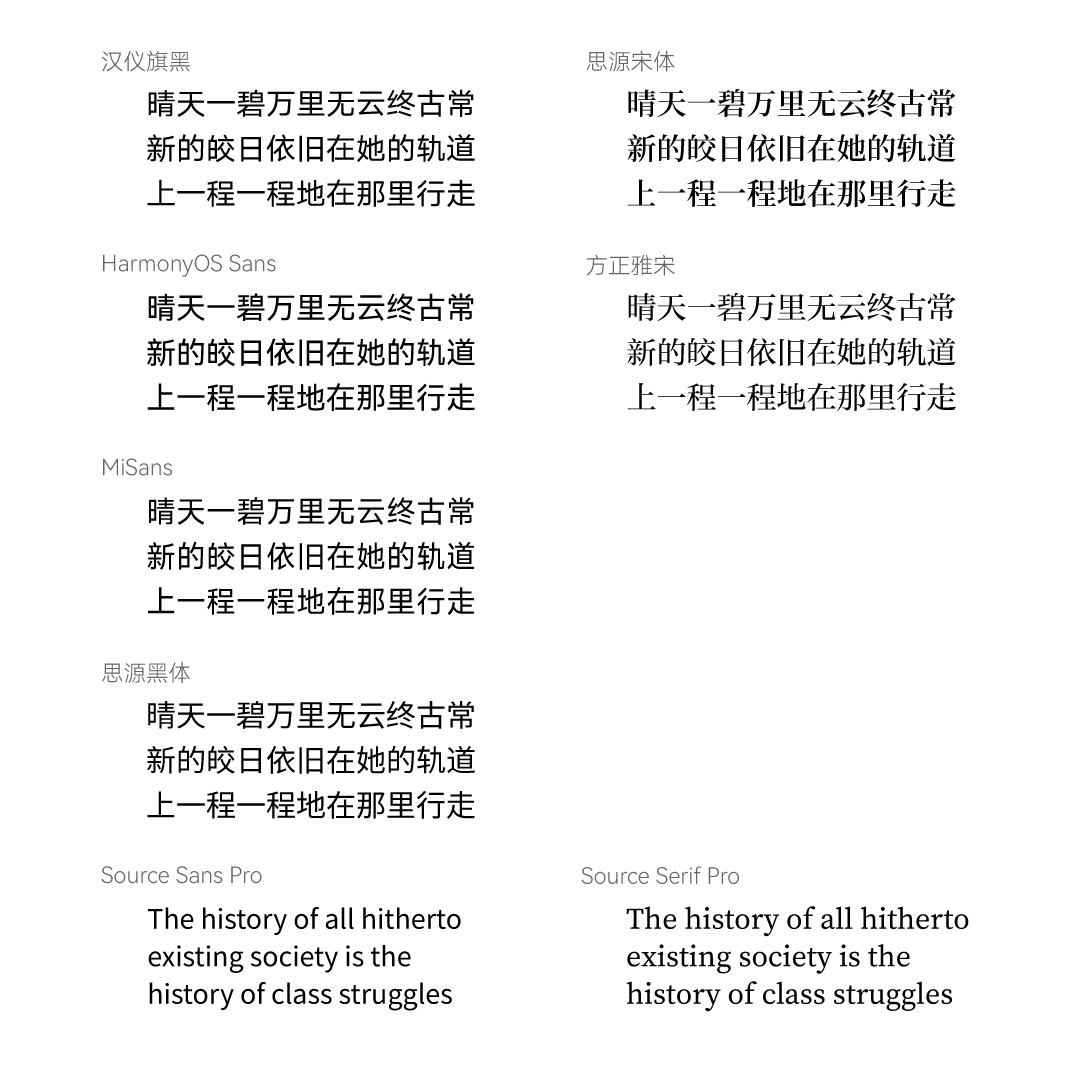 汉仪旗黑
晴天一碧万里无云终古常
新的皎日依旧在她的轨道
上一程一程地在那里行走
HarmonyOS Sans
晴天一碧万里无云终古常
新的皎日依旧在她的轨道
上一程一程地在那里行走
MiSans
晴天一碧万里无云终古常
新的皎日依旧在她的轨道
上一程一程地在那里行走
思源黑体
晴天一碧万里无云终古常
新的皎日依旧在她的轨道
上一程一程地在那里行走
Source Sans Pro
The history of all hitherto
existing society is the
history of class struggles
思源宋体
晴天一碧万里无云终古常
新的皎日依旧在她的轨道
上一程一程地在那里行走
方正雅宋
晴天一碧万里无云终古常
新的皎日依旧在她的轨道
上一程一程地在那里行走
Source Serif Pro
The history of all hitherto
existing society is the
history of class struggles